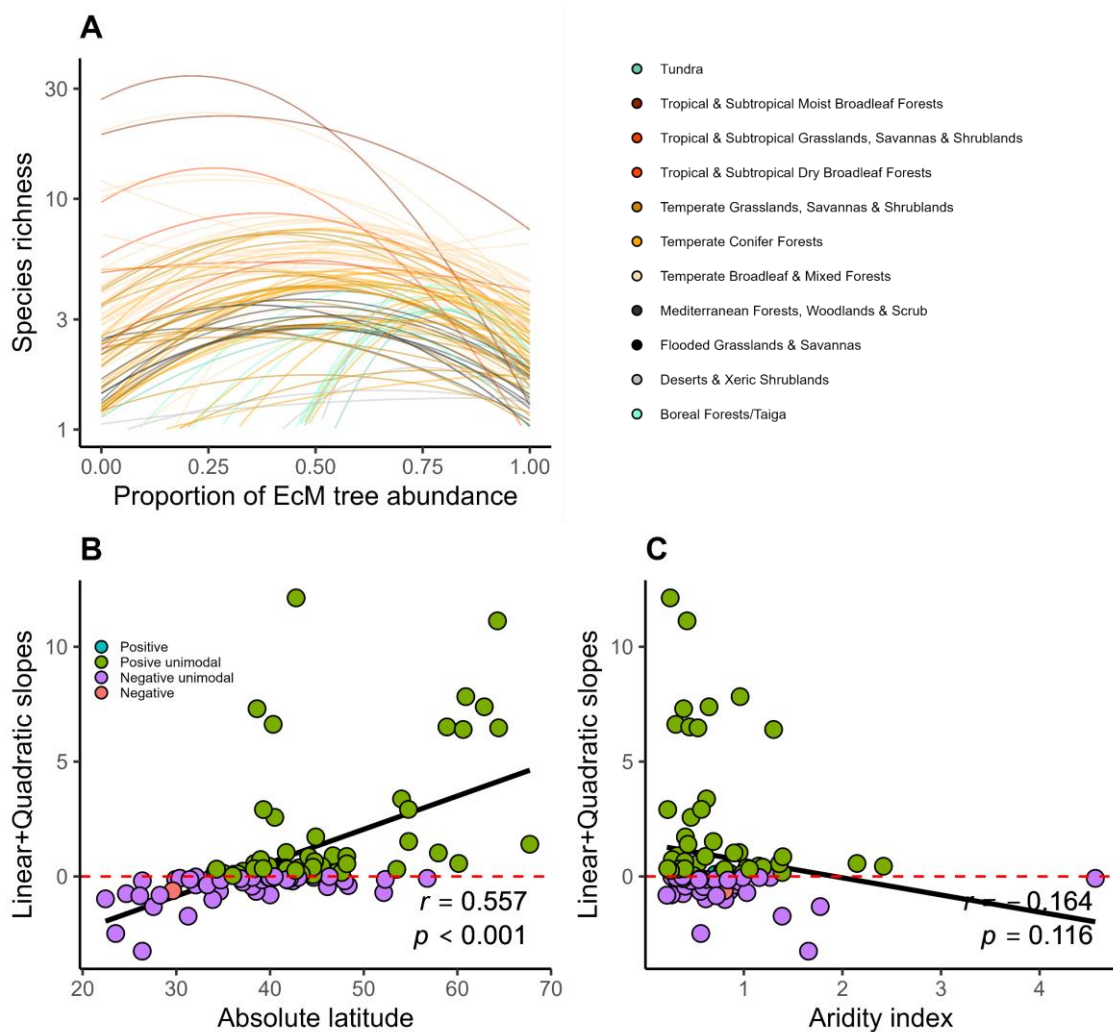 A
Species richness
30
10
3
1
0.00 0.25 0.50 0.75 1.00
Proportion of EcM tree abundance
Tundra
Tropical & Subtropical Moist Broadleaf Forests
Tropical & Subtropical Grasslands, Savannas & Shrublands
Tropical & Subtropical Dry Broadleaf Forests
Temperate Grasslands, Savannas & Shrublands
Temperate Conifer Forests
Temperate Broadleaf & Mixed Forests
Mediterranean Forests, Woodlands & Scrub
Flooded Grasslands & Savannas
Deserts & Xeric Shrublands
Boreal Forests/Taiga
B
Linear+Quadratic slopes
10
5
0
Positive
Posive unimodal
Negative unimodal
Negative
r = 0.557
p < 0.001
20 30 40 50 60 70
Absolute latitude
C
Linear+Quadratic slopes
10
5
0
r = −0.164
p = 0.116
1 2 3 4
Aridity index